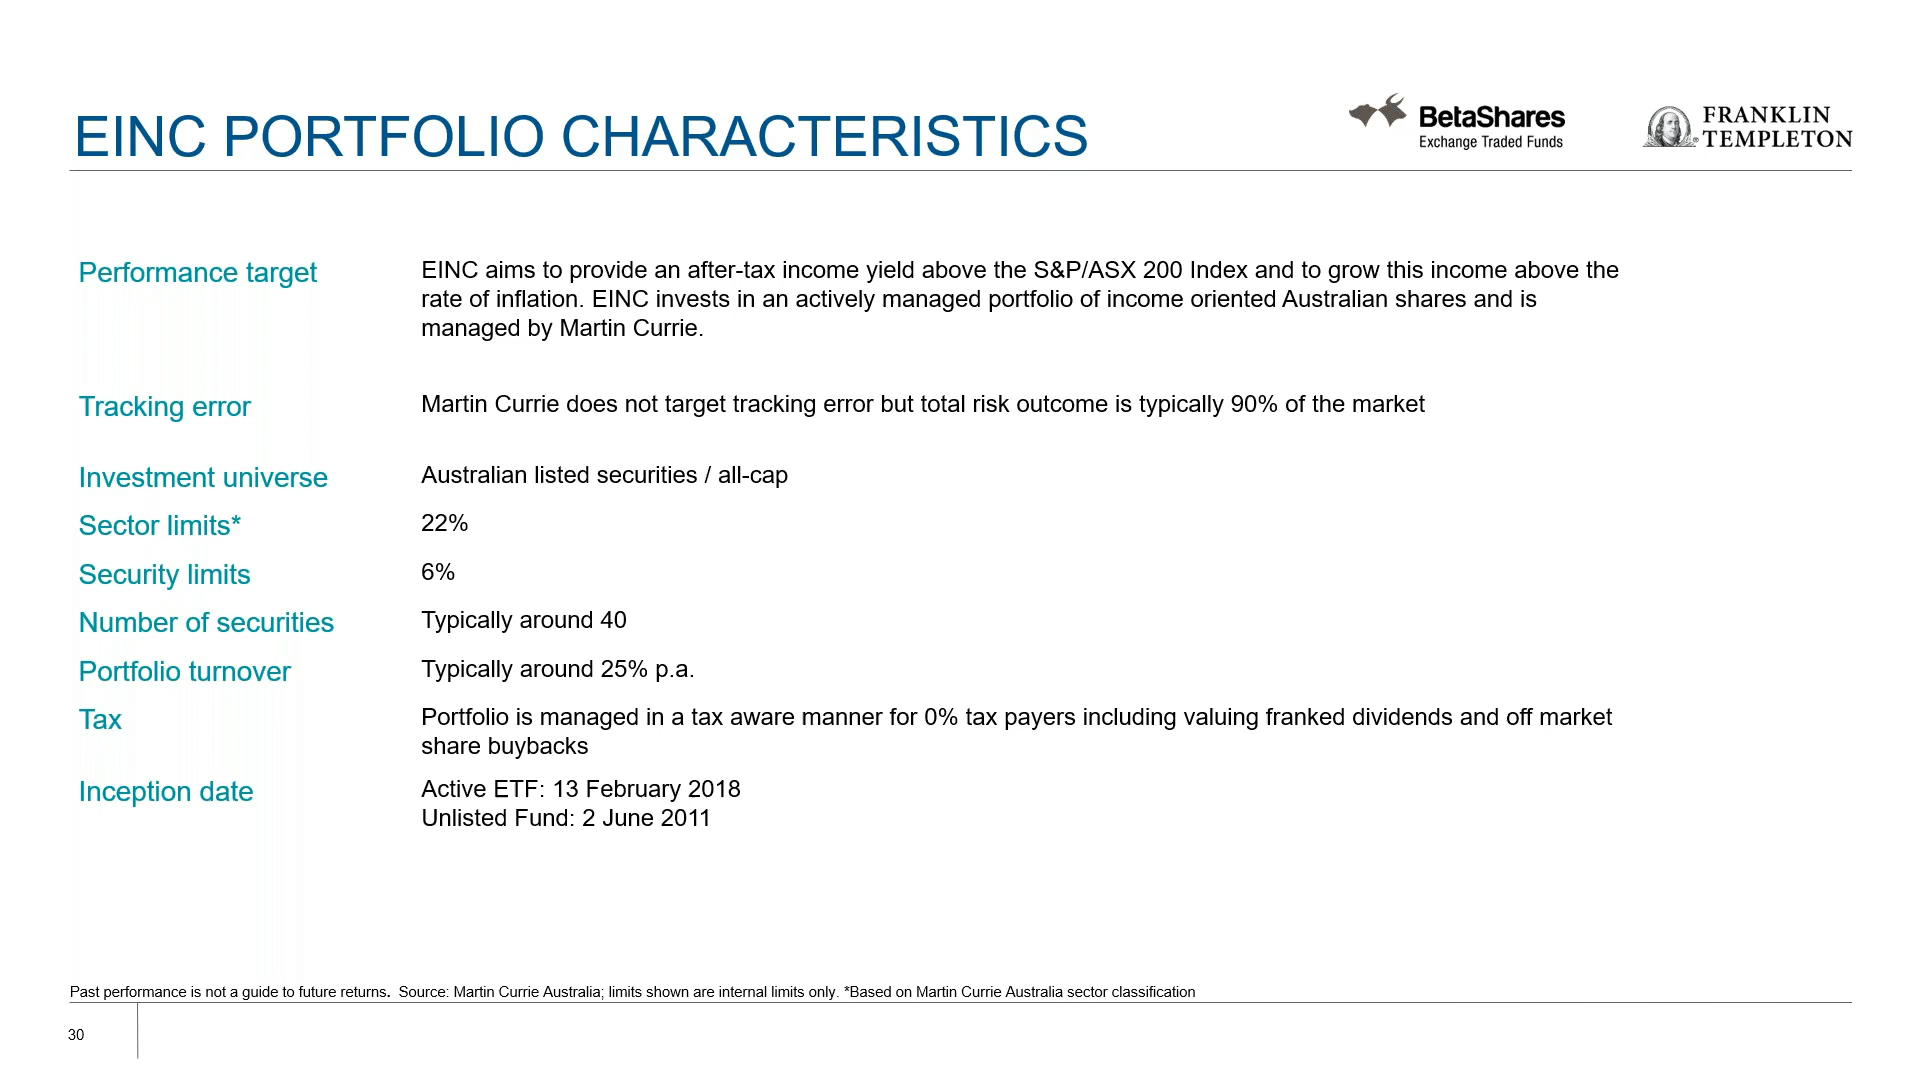 EINC PORTFOLIO CHARACTERISTICS
BetaShares
Exchange Traded Funds
FRANKLIN
TEMPLETON
Performance target
EINC aims to provide an after-tax income yield above the S&P/ASX 200 Index and to grow this income above the
rate of inflation. EINC invests in an actively managed portfolio of income oriented Australian shares and is
managed by Martin Currie.
Tracking error
Martin Currie does not target tracking error but total risk outcome is typically 90% of the market
Investment universe
Australian listed securities / all-cap
Sector limits*
22%
Security limits
6%
Number of securities
Typically around 40
Portfolio turnover
Typically around 25% p.a.
Tax
Portfolio is managed in a tax aware manner for 0% tax payers including valuing franked dividends and off market
share buybacks
Inception date
Active ETF: 13 February 2018
Unlisted Fund: 2 June 2011
Past performance is not a guide to future returns. Source: Martin Currie Australia; limits shown are internal limits only. *Based on Martin Currie Australia sector classification
30